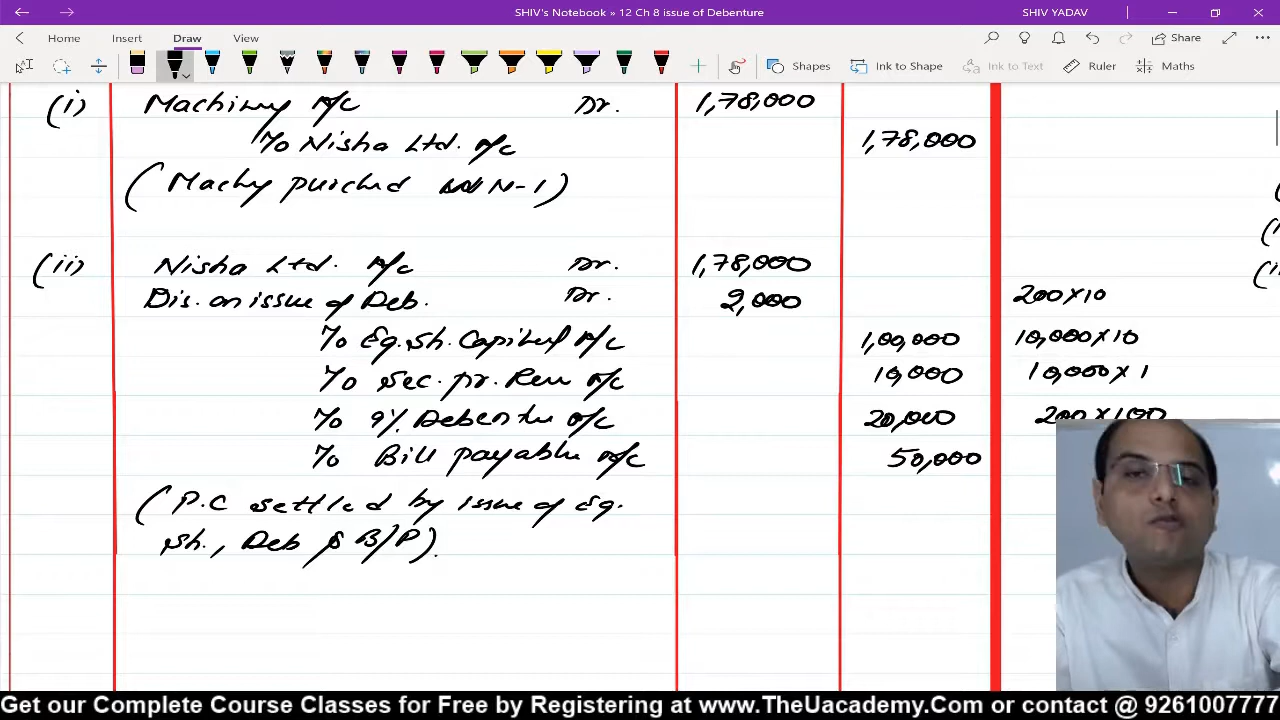 SHIV's Notebook » 12 Ch 8 issue of Debenture
SHIV YADAV
Home Insert Draw View
Share
Shapes Ink to Shape Ink to Text Ruler Maths
(i) Machinery A/c Dr. 1,78,000
To Nisha Ltd. A/c 1,78,000
(Machy purched N-1)
(ii) Nisha Ltd. A/c Dr. 1,78,000
Dis. on issue of Deb. Dr. 2,000 200×10
To Eq. Sh. Capital A/c 1,00,000 10,000×10
To Sec. Pr. Res A/c 10,000 10,000×1
To 9% Debentue A/c 20,000 200×100
To Bill payable A/c 50,000
(P.C settled by issue of Eq.
Sh., Deb & B/P).
Get our Complete Course Classes for Free by Registering at www.TheUacademy.Com or contact @ 9261007777